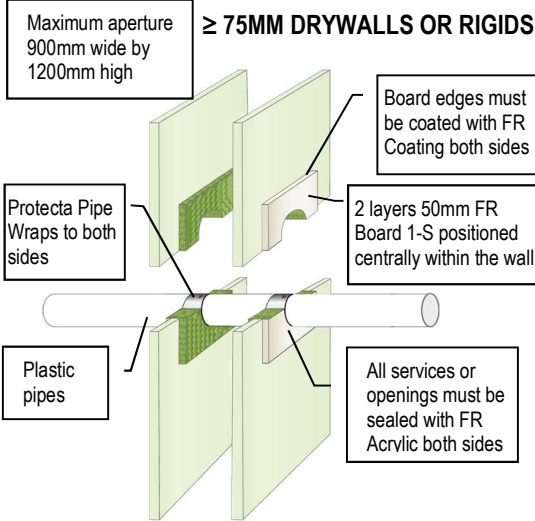 Maximum aperture
900mm wide by
1200mm high
≥ 75MM DRYWALLS OR RIGIDS
Board edges must
be coated with FR
Coating both sides
Protecta Pipe
Wraps to both
sides
2 layers 50mm FR
Board 1-S positioned
centrally within the wall
Plastic
pipes
All services or
openings must be
sealed with FR
Acrylic both sides